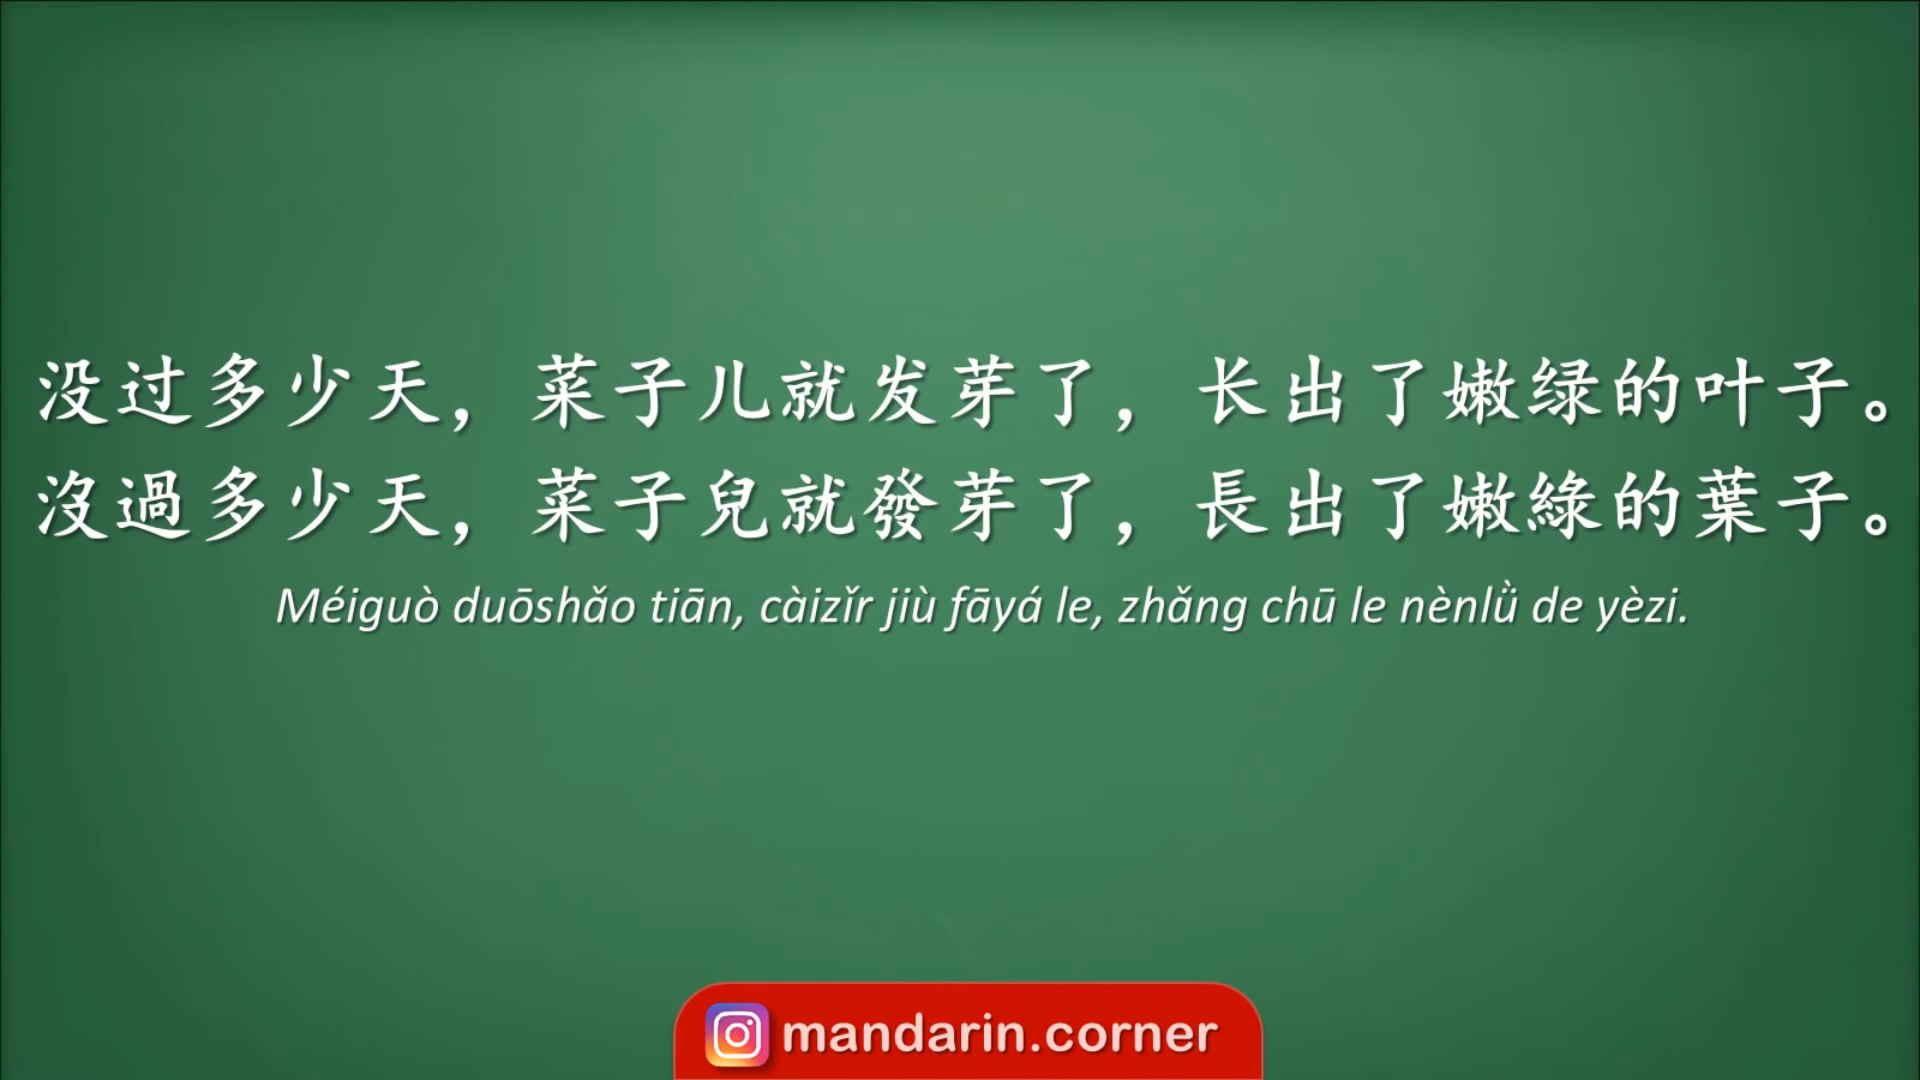 没过多少天，菜子儿就发芽了，长出了嫩绿的叶子。
沒過多少天，菜子兒就發芽了，長出了嫩綠的葉子。
Méiguò duōshǎo tiān, càizǐr jiù fāyá le, zhǎng chū le nènlǜ de yèzi.
mandarin.corner